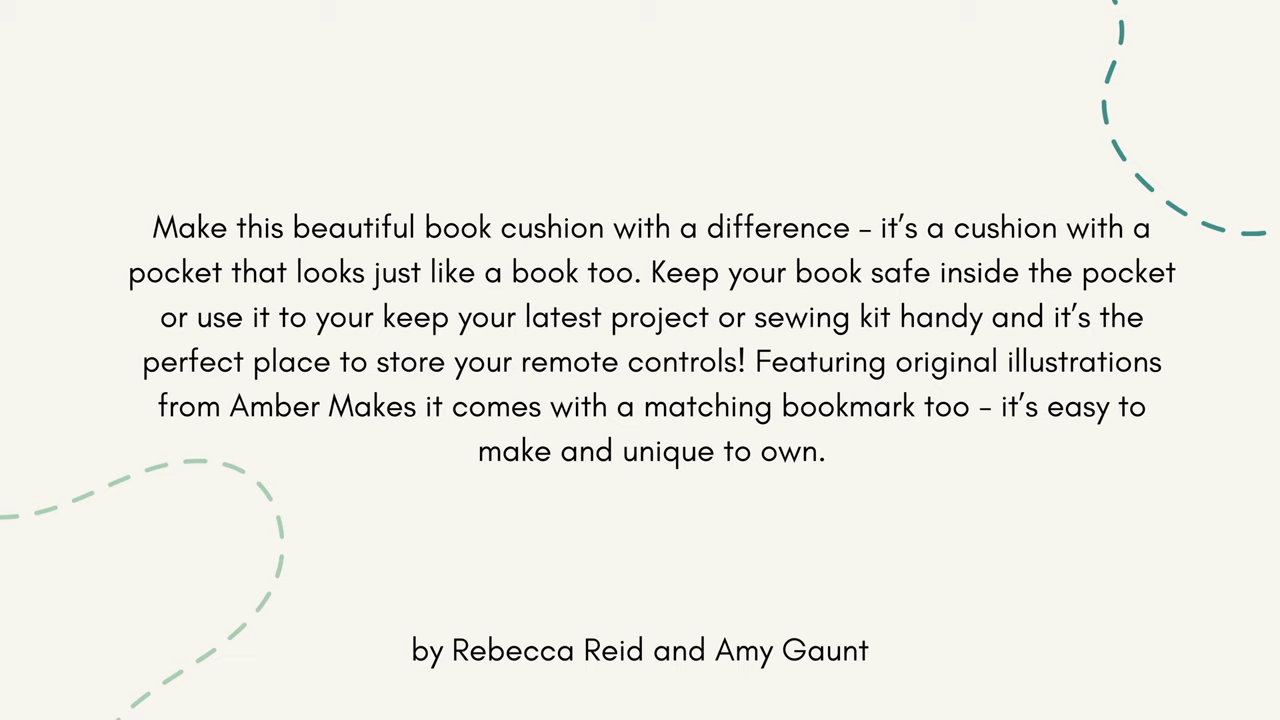 Make this beautiful book cushion with a difference - it's a cushion with a
pocket that looks just like a book too. Keep your book safe inside the pocket
or use it to your keep your latest project or sewing kit handy and it's the
perfect place to store your remote controls! Featuring original illustrations
from Amber Makes it comes with a matching bookmark too - it's easy to
make and unique to own.
by Rebecca Reid and Amy Gaunt